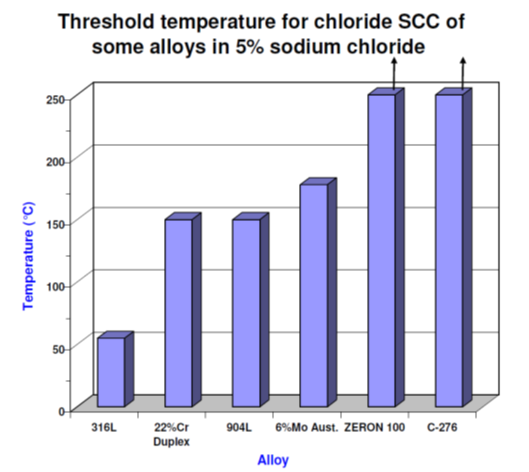 Threshold temperature for chloride SCC of
some alloys in 5% sodium chloride
250
200
150
100
50
0
Temperature (°C)
316L
22%Cr
Duplex
904L
6%Mo Aust.
ZERON 100
C-276
Alloy